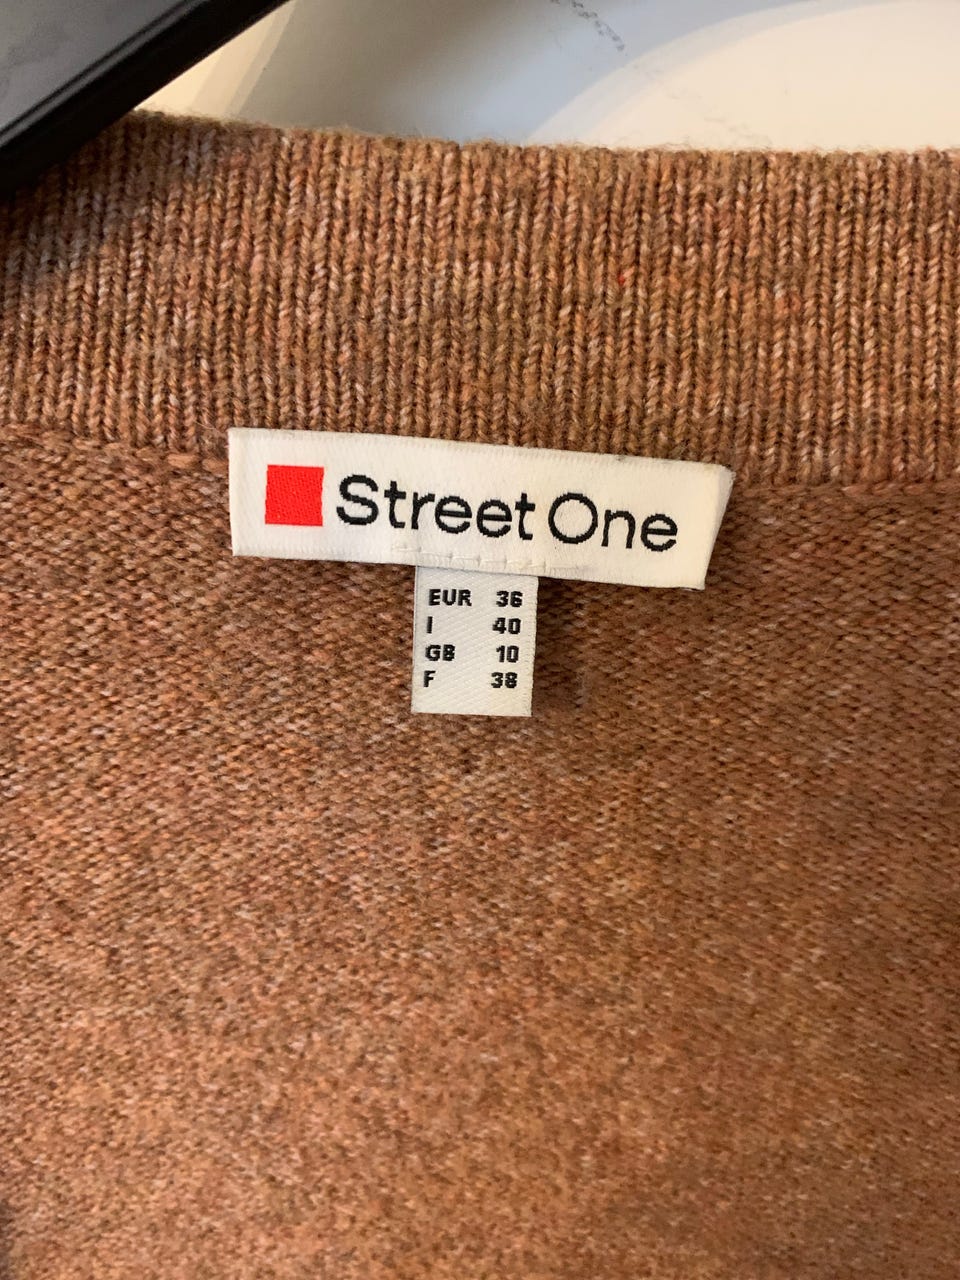 Street One
EUR 36
I 40
GB 10
F 38